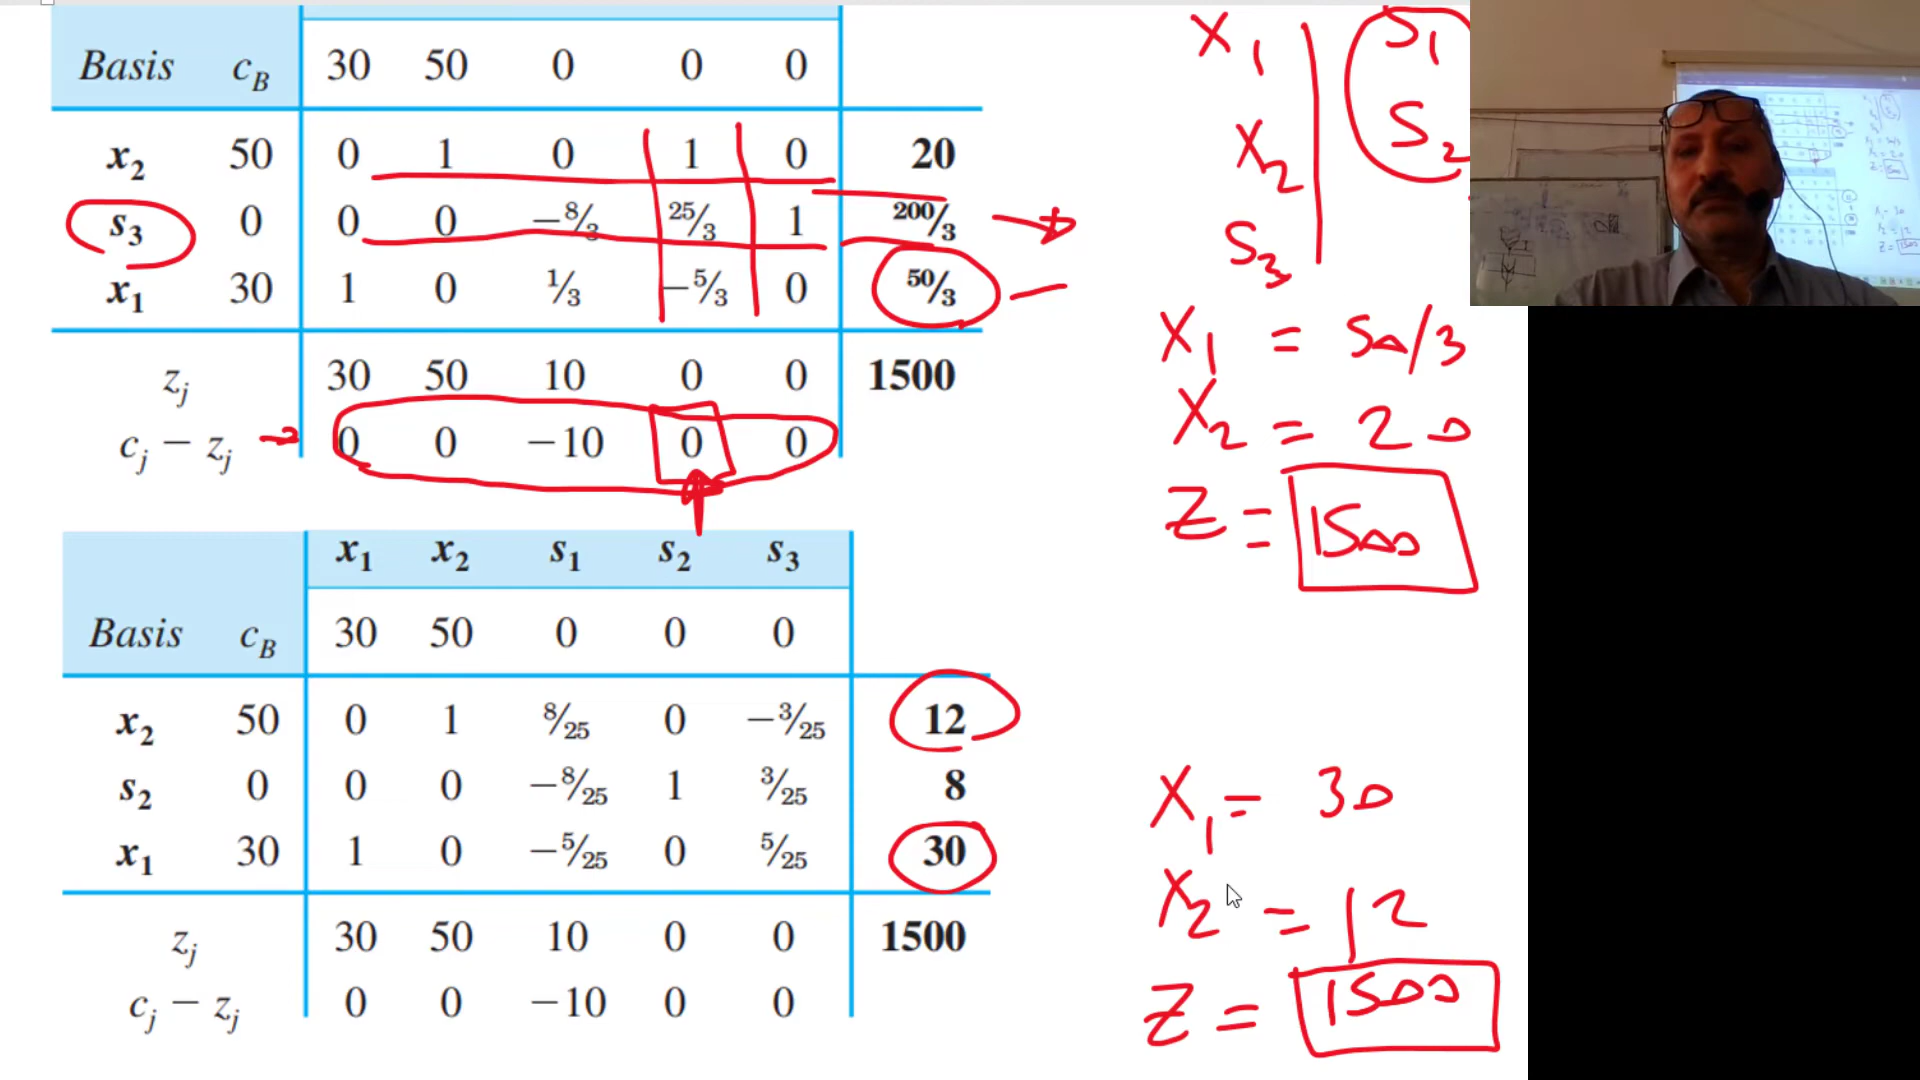 Basis c_B 30 50 0 0 0
x₂ 50 0 1 0 1 0 20
s₃ 0 0 0 −8/3 25/3 1 200/3
x₁ 30 1 0 1/3 −5/3 0 50/3
z_j 30 50 10 0 0 1500
c_j − z_j 0 0 −10 0 0
x₁ x₂ s₁ s₂ s₃
Basis c_B 30 50 0 0 0
x₂ 50 0 1 8/25 0 −3/25 12
s₂ 0 0 0 −8/25 1 3/25 8
x₁ 30 1 0 −5/25 0 5/25 30
z_j 30 50 10 0 0 1500
c_j − z_j 0 0 −10 0 0
X₁ S₁
X₂ S₂
S₃
X₁ = 50/3
X₂ = 20
Z = 1500
X₁ = 30
X₂ = 12
Z = 1500